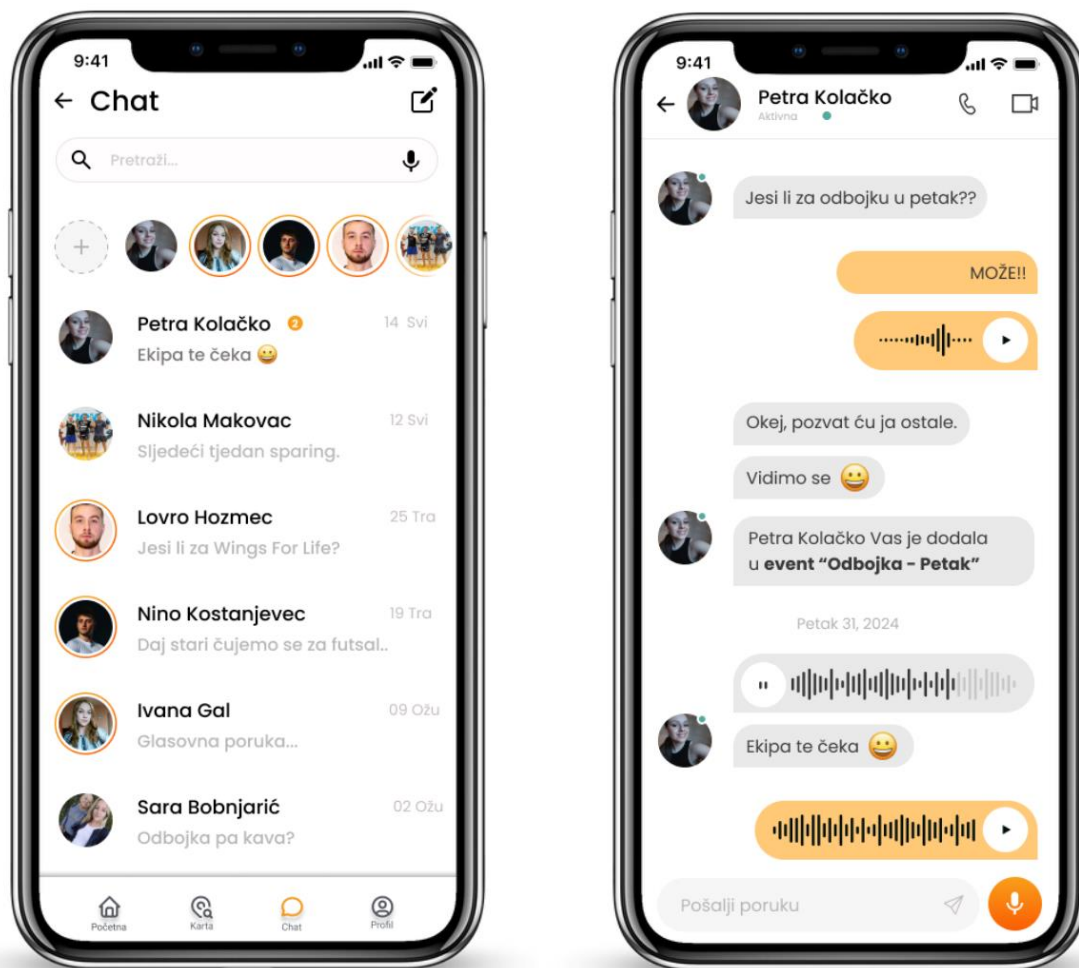 9:41
Chat
Pretraži...
Petra Kolačko 2 14 Svi
Ekipa te čeka 😀
Nikola Makovac 12 Svi
Sljedeći tjedan sparing.
Lovro Hozmec 25 Tra
Jesi li za Wings For Life?
Nino Kostanjevec 19 Tra
Daj stari čujemo se za futsal..
Ivana Gal 09 Ožu
Glasovna poruka...
Sara Bobnjarić 02 Ožu
Odbojka pa kava?
Početna Karta Chat Profil
9:41
Petra Kolačko
Aktivna
Jesi li za odbojku u petak??
MOŽE!!
Okej, pozvat ću ja ostale.
Vidimo se 😀
Petra Kolačko Vas je dodala
u event “Odbojka - Petak”
Petak 31, 2024
Ekipa te čeka 😀
Pošalji poruku